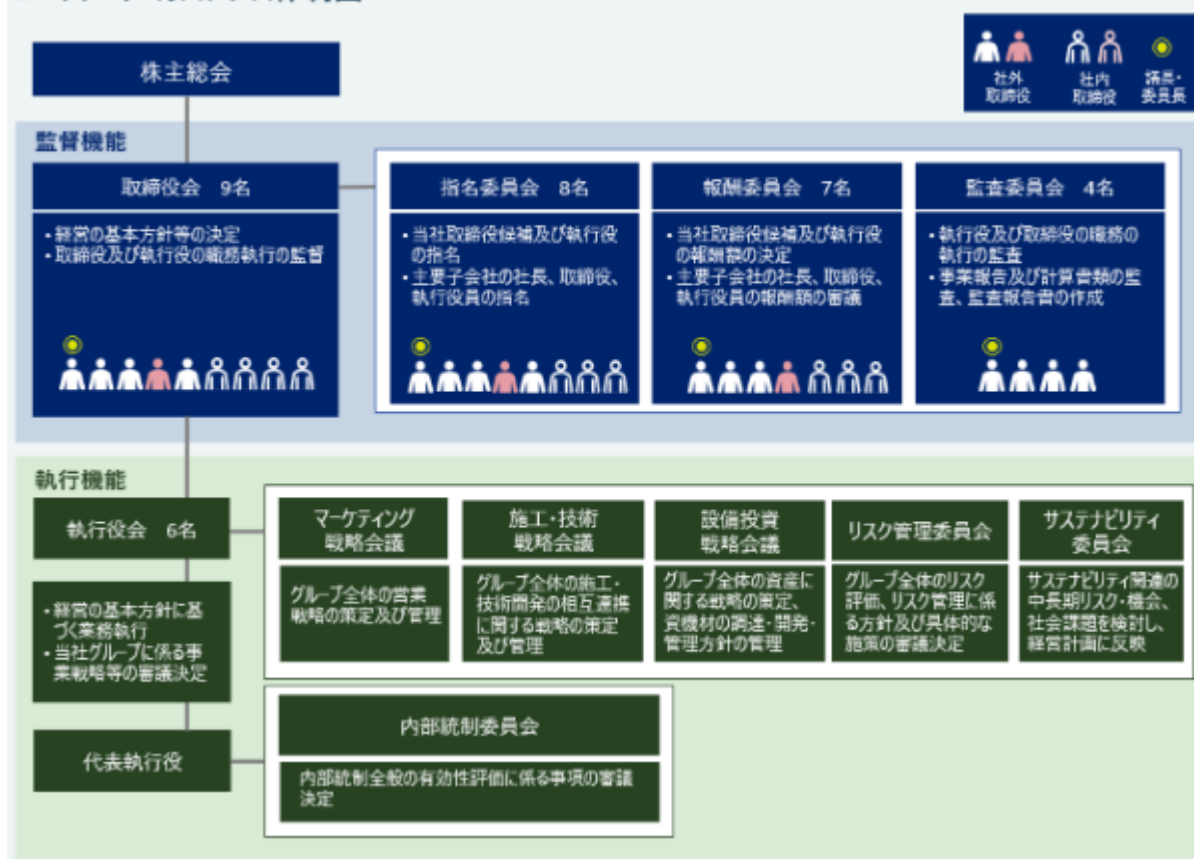 株主総会
社外
取締役
社内
取締役
議長・
委員長
監督機能
取締役会 9名
・経営の基本方針等の決定
・取締役及び執行役の職務執行の監督
指名委員会 8名
・当社取締役候補及び執行役
の指名
・主要子会社の社長、取締役、
執行役員の指名
報酬委員会 7名
・当社取締役候補及び執行役
の報酬額の決定
・主要子会社の社長、取締役、
執行役員の報酬額の審議
監査委員会 4名
・執行役及び取締役の職務の
執行の監査
・事業報告及び計算書類の監
査、監査報告書の作成
執行機能
執行役会 6名
・経営の基本方針に基
づく業務執行
・当社グループに係る事
業戦略等の審議決定
マーケティング
戦略会議
グループ全体の営業
戦略の策定及び管理
施工・技術
戦略会議
グループ全体の施工・
技術開発の相互連携
に関する戦略の策定
及び管理
設備投資
戦略会議
グループ全体の資産に
関する戦略の策定、
資機材の調達・開発・
管理方針の管理
リスク管理委員会
グループ全体のリスク
評価、リスク管理に係
る方針及び具体的な
施策の審議決定
サステナビリティ
委員会
サステナビリティ関連の
中長期リスク・機会、
社会課題を検討し、
経営計画に反映
代表執行役
内部統制委員会
内部統制全般の有効性評価に係る事項の審議
決定